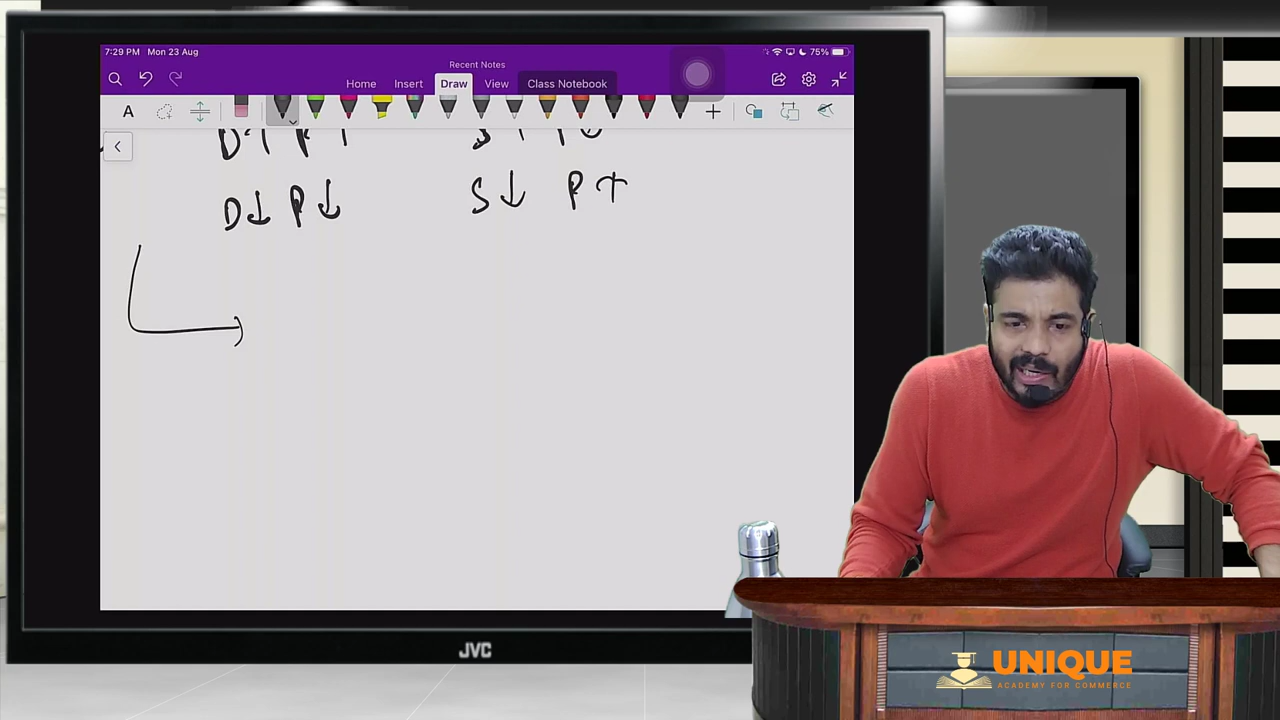 7:29 PM Mon 23 Aug
75%
Recent Notes
Home Insert Draw View Class Notebook
A
D↑ P↑ S↑ P↓
D↓ P↓ S↓ P↑
JVC
UNIQUE
ACADEMY FOR COMMERCE